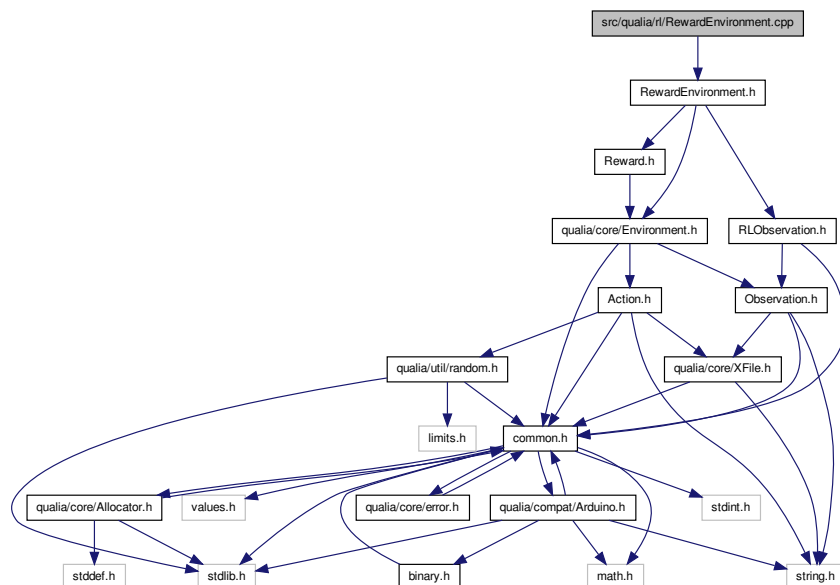 src/qualia/rl/RewardEnvironment.cpp
RewardEnvironment.h
Reward.h
qualia/core/Environment.h
RLObservation.h
Action.h
Observation.h
qualia/util/random.h
qualia/core/XFile.h
limits.h
common.h
qualia/core/Allocator.h
values.h
qualia/core/error.h
qualia/compat/Arduino.h
stdint.h
stddef.h
stdlib.h
binary.h
math.h
string.h